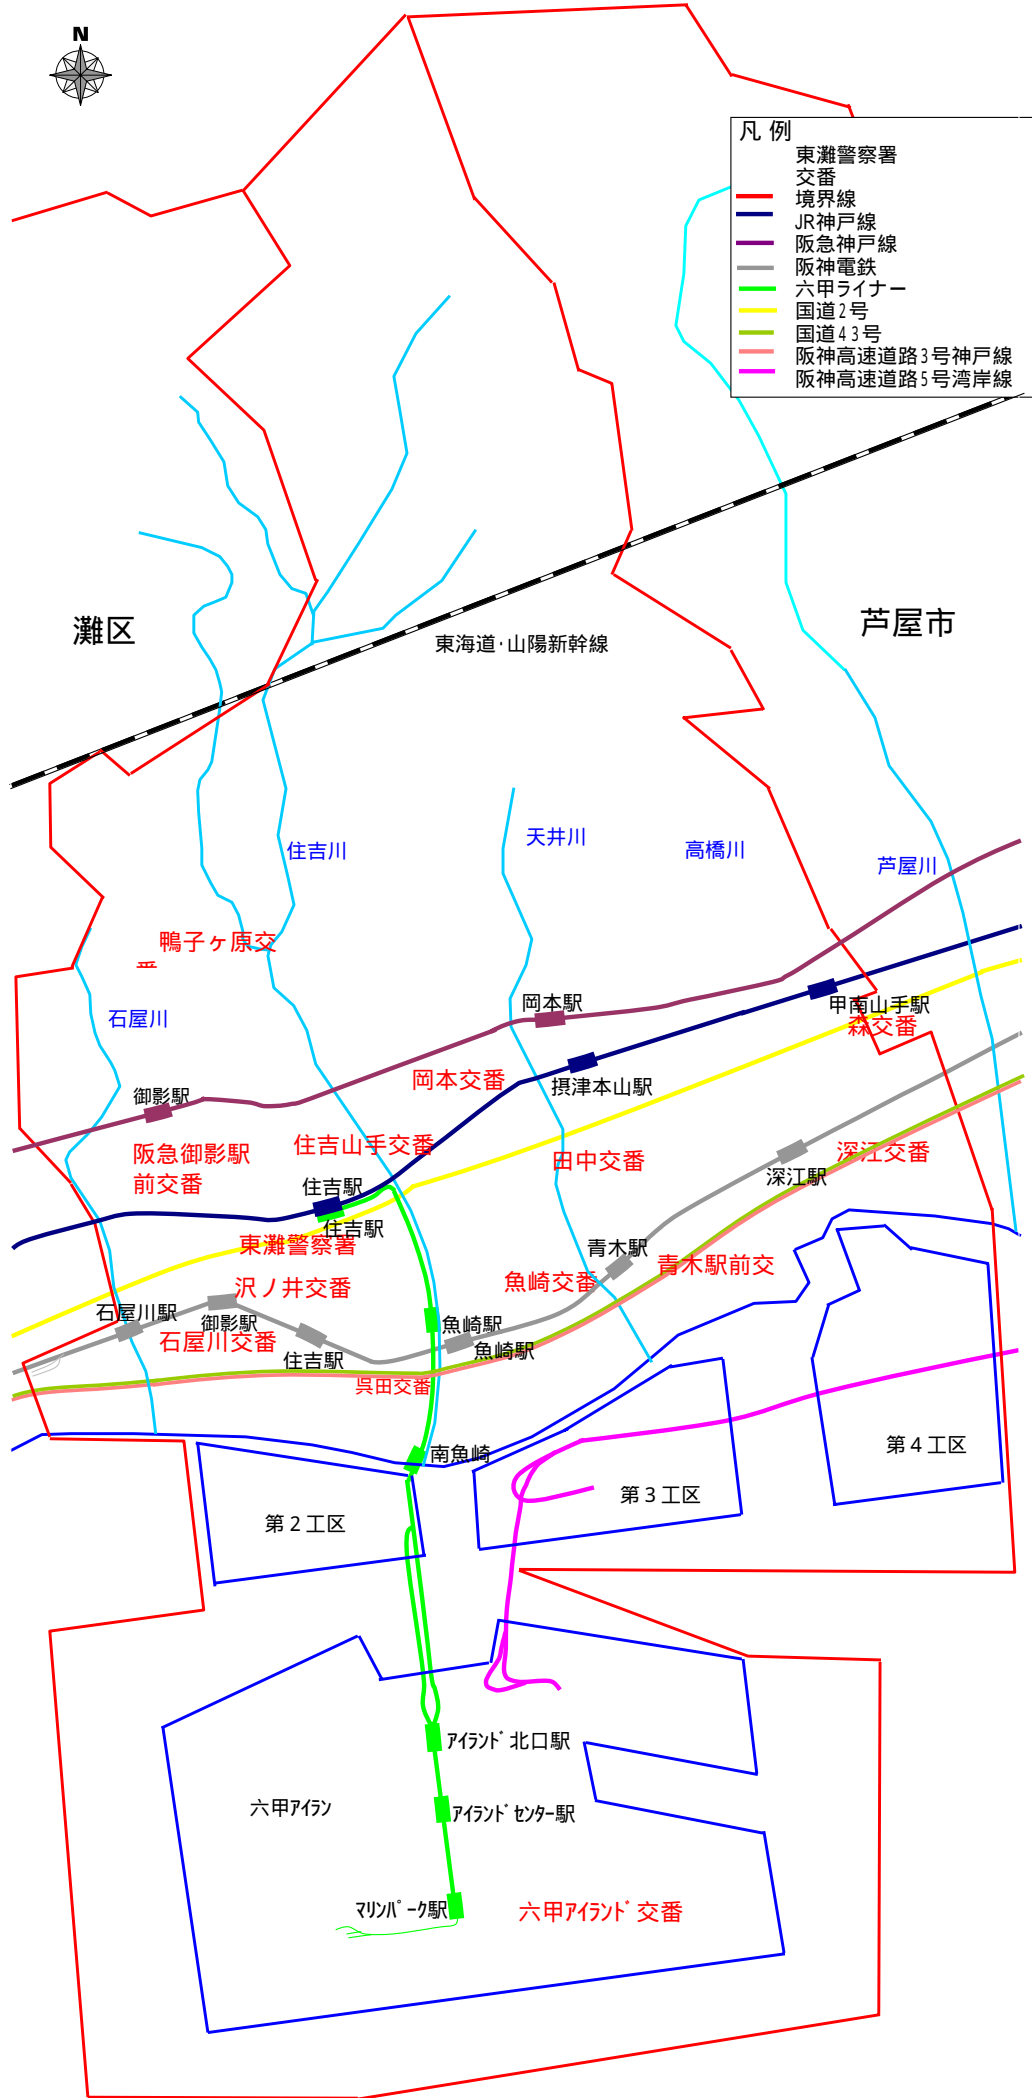 N
凡 例
東灘警察署
交番
境界線
JR神戸線
阪急神戸線
阪神電鉄
六甲ライナー
国道2号
国道43号
阪神高速道路3号神戸線
阪神高速道路5号湾岸線
灘区
芦屋市
東海道・山陽新幹線
住吉川
天井川
高橋川
芦屋川
鴨子ヶ原交
石屋川
岡本駅
甲南山手駅
森交番
御影駅
岡本交番
摂津本山駅
阪急御影駅
前交番
住吉山手交番
田中交番
深江交番
深江駅
住吉駅
住吉駅
東灘警察署
青木駅
青木駅前交
魚崎交番
沢ノ井交番
石屋川駅
御影駅
石屋川交番
住吉駅
魚崎駅
魚崎駅
呉田交番
南魚崎
第4工区
第3工区
第2工区
アイランド北口駅
六甲アイラン
アイランドセンター駅
マリンパーク駅
六甲アイランド交番